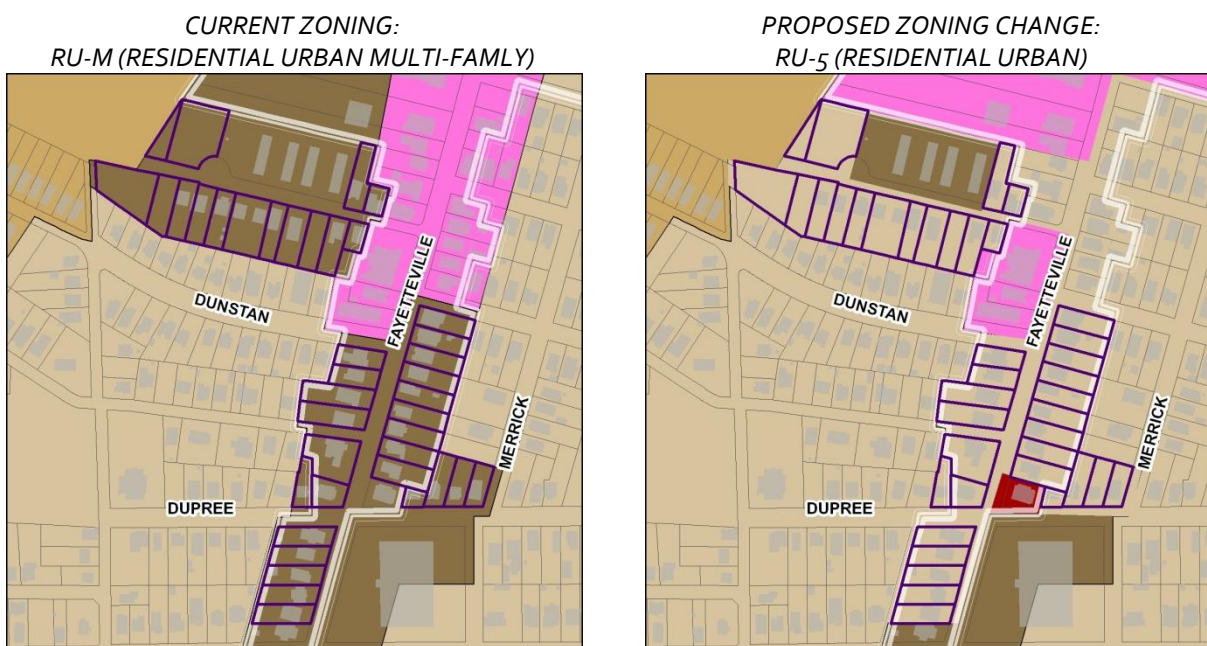 CURRENT ZONING:
RU-M (RESIDENTIAL URBAN MULTI-FAMLY)
PROPOSED ZONING CHANGE:
RU-5 (RESIDENTIAL URBAN)
DUNSTAN
FAYETTEVILLE
MERRICK
DUPREE
DUNSTAN
FAYETTEVILLE
MERRICK
DUPREE